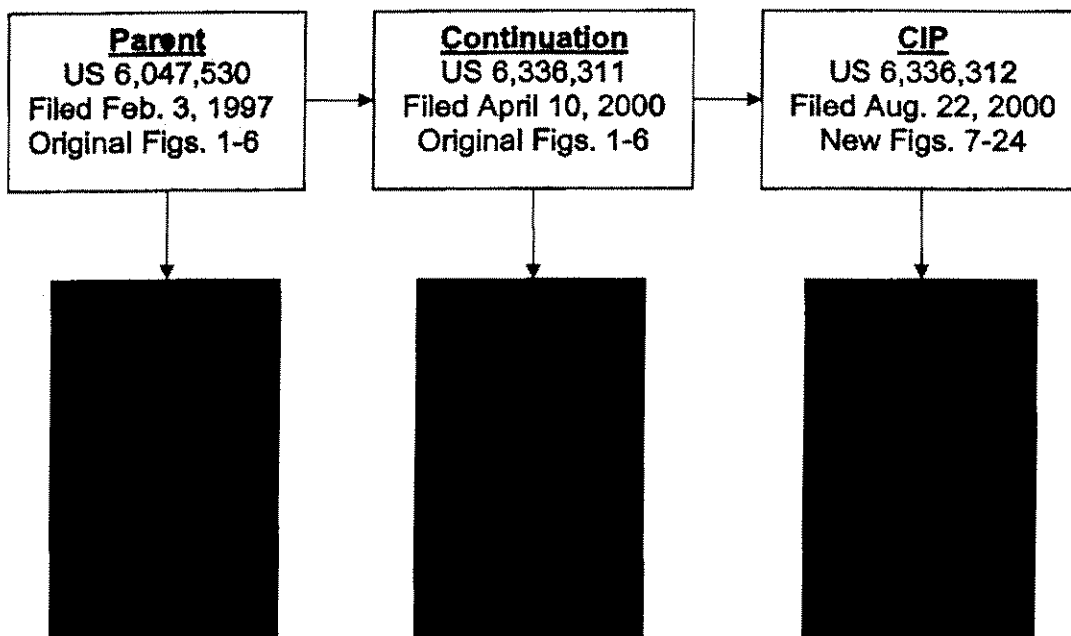 Parent
US 6,047,530
Filed Feb. 3, 1997
Original Figs. 1-6
Continuation
US 6,336,311
Filed April 10, 2000
Original Figs. 1-6
CIP
US 6,336,312
Filed Aug. 22, 2000
New Figs. 7-24